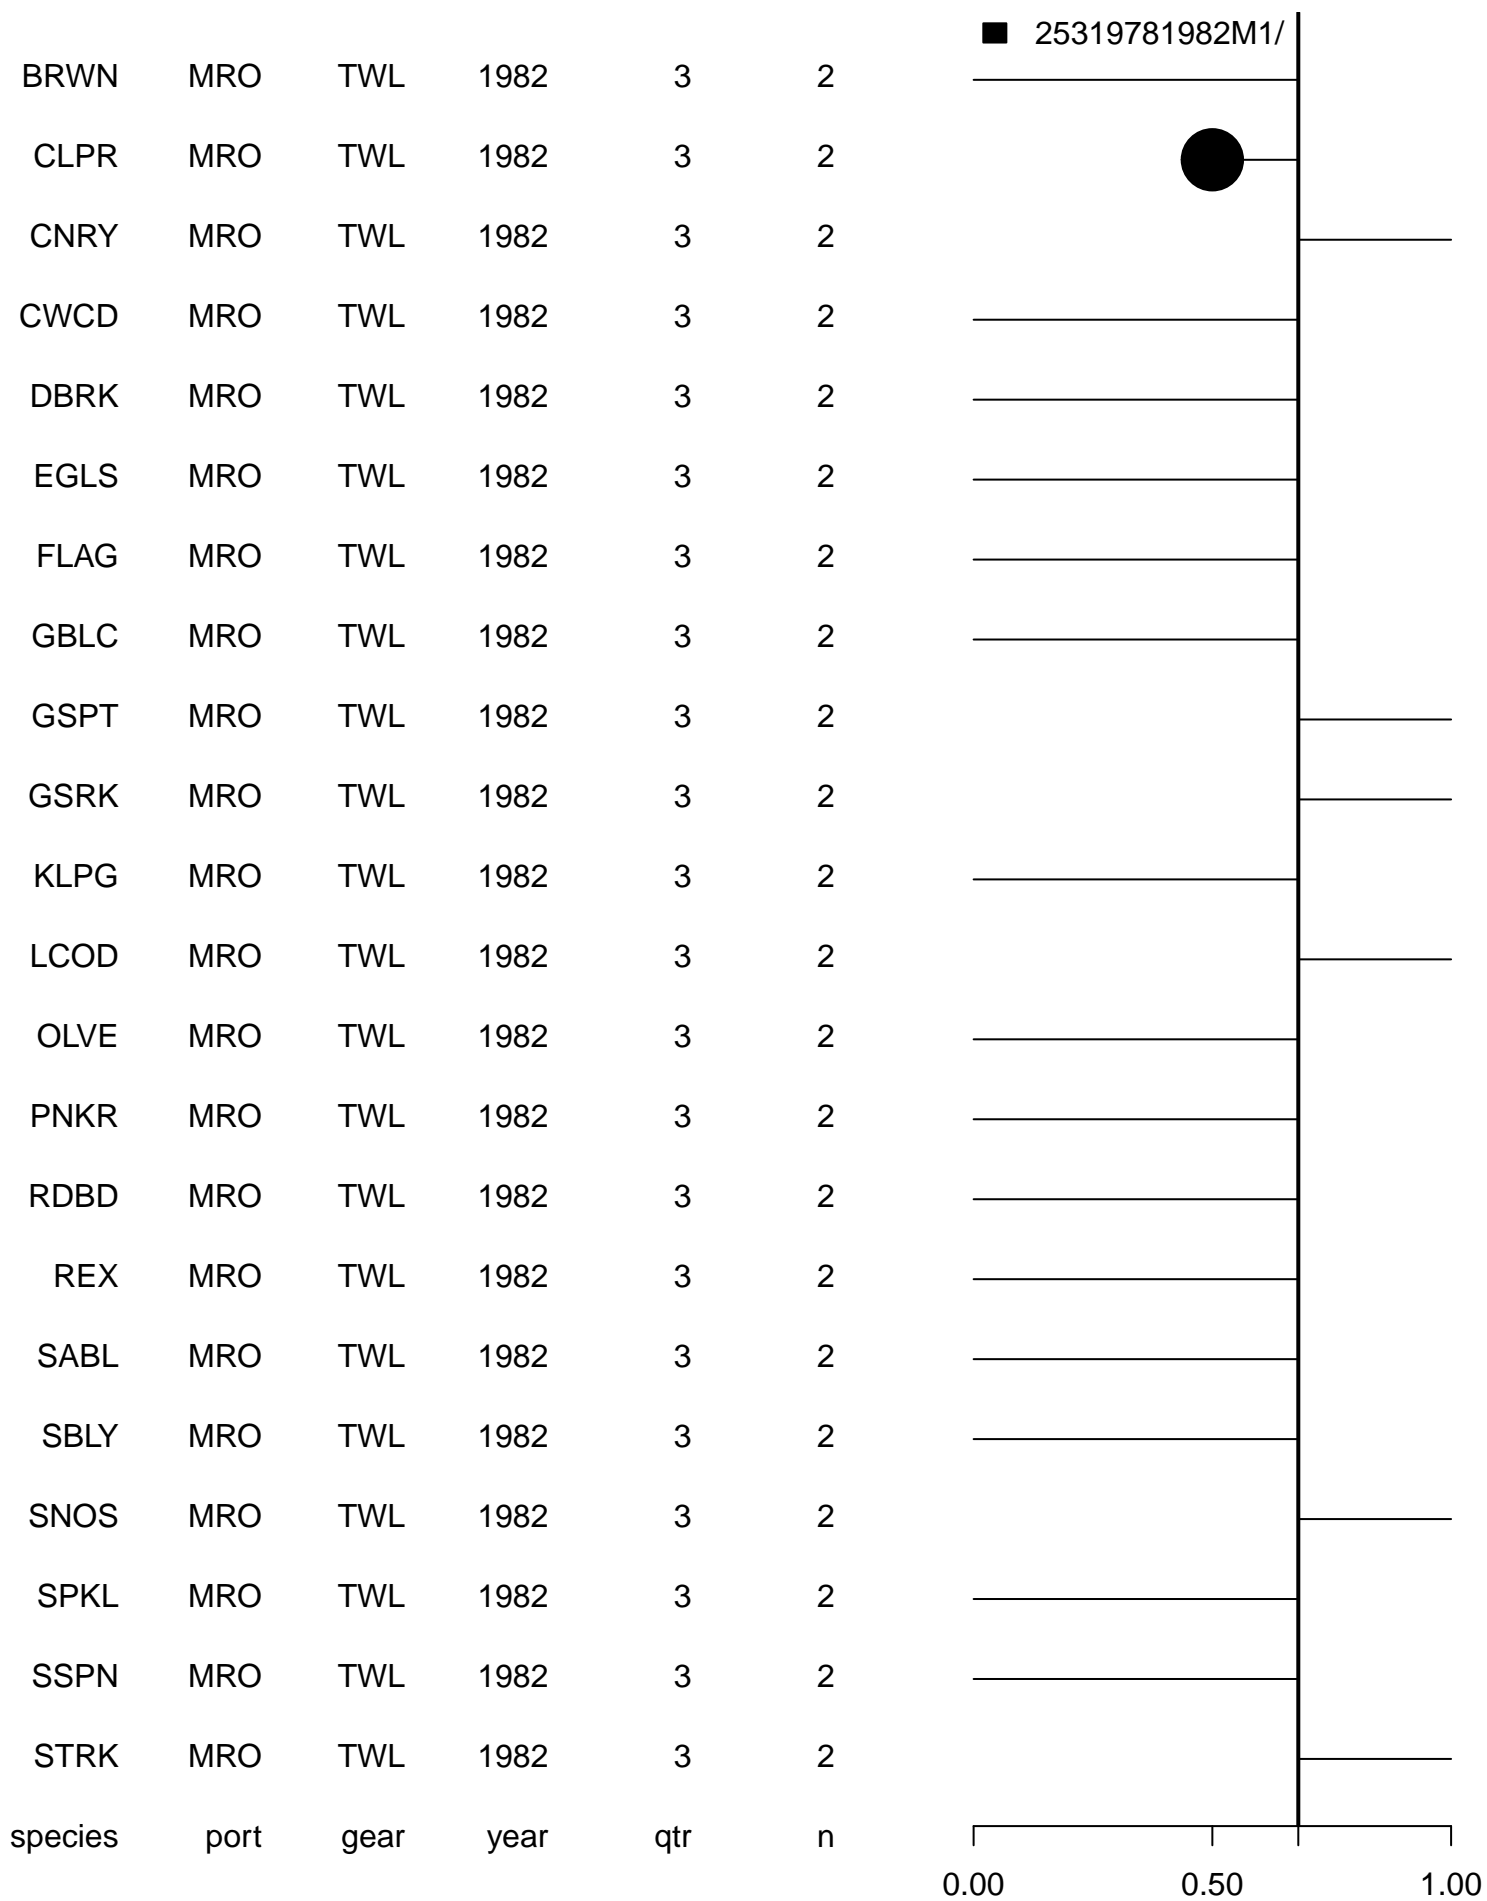 25319781982M1/
BRWN MRO TWL 1982 3 2
CLPR MRO TWL 1982 3 2
CNRY MRO TWL 1982 3 2
CWCD MRO TWL 1982 3 2
DBRK MRO TWL 1982 3 2
EGLS MRO TWL 1982 3 2
FLAG MRO TWL 1982 3 2
GBLC MRO TWL 1982 3 2
GSPT MRO TWL 1982 3 2
GSRK MRO TWL 1982 3 2
KLPG MRO TWL 1982 3 2
LCOD MRO TWL 1982 3 2
OLVE MRO TWL 1982 3 2
PNKR MRO TWL 1982 3 2
RDBD MRO TWL 1982 3 2
REX MRO TWL 1982 3 2
SABL MRO TWL 1982 3 2
SBLY MRO TWL 1982 3 2
SNOS MRO TWL 1982 3 2
SPKL MRO TWL 1982 3 2
SSPN MRO TWL 1982 3 2
STRK MRO TWL 1982 3 2
species port gear year qtr n
0.00 0.50 1.00